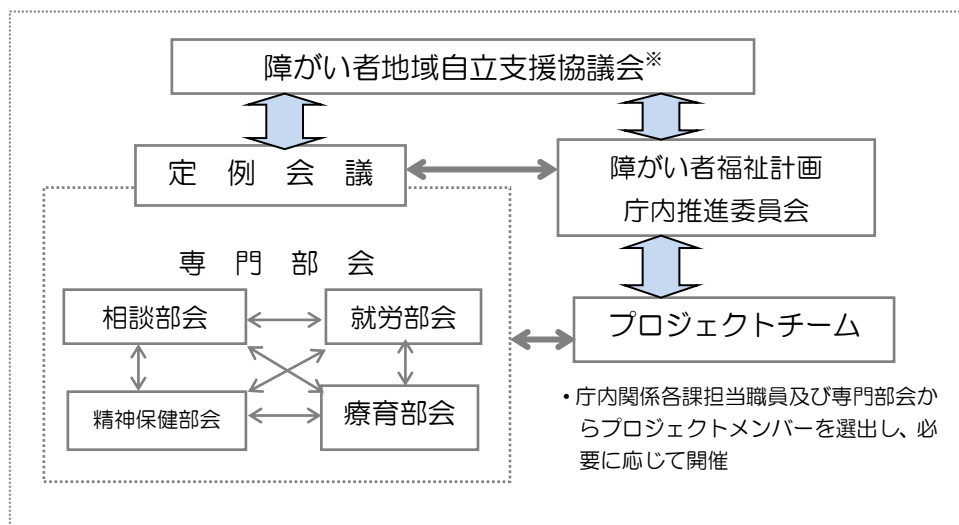 障がい者地域自立支援協議会※
定例会議
障がい者福祉計画
庁内推進委員会
専門部会
相談部会
就労部会
精神保健部会
療育部会
プロジェクトチーム
・庁内関係各課担当職員及び専門部会か
らプロジェクトメンバーを選出し、必
要に応じて開催